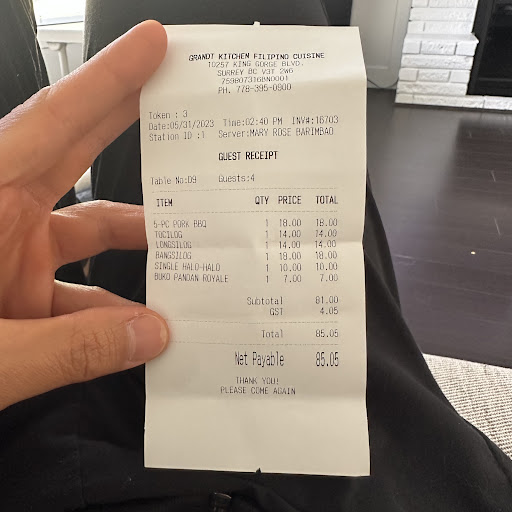 GRANDT KITCHEN FILIPINO CUISINE
10257 KING GORGE BLVD.
SURREY BC V3T 2W6
759807316BN0001
PH. 778-395-0800
Token : 3
Date:05/31/2023 Time:02:40 PM INV#:16703
Station ID :1 Server:MARY ROSE BARIMBAO
GUEST RECEIPT
Table No:09 Guests:4
ITEM QTY PRICE TOTAL
5-PC PORK BBQ 1 18.00 18.00
TOCILOG 1 14.00 14.00
LONGSILOG 1 14.00 14.00
BANGSILOG 1 18.00 18.00
SINGLE HALO-HALO 1 10.00 10.00
BUKO PANDAN ROYALE 1 7.00 7.00
Subtotal 81.00
GST 4.05
Total 85.05
Net Payable 85.05
THANK YOU!
PLEASE COME AGAIN